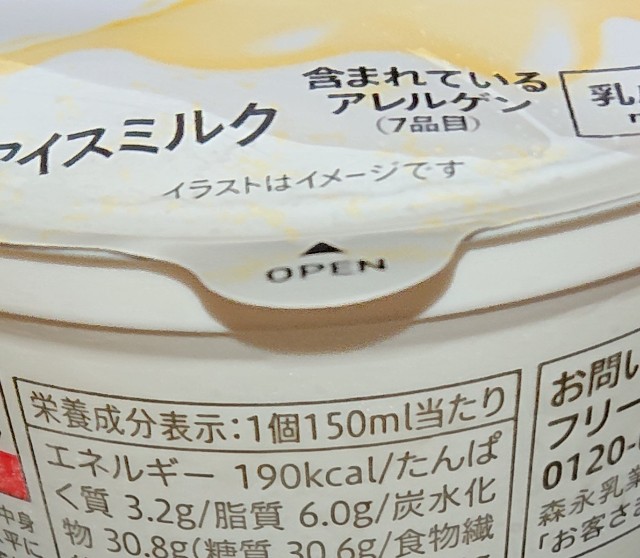 アイスミルク
含まれている
アレルゲン
(7品目)
乳
イラストはイメージです
▲
OPEN
栄養成分表示:1個150ml当たり
エネルギー 190kcal/たんぱ
く質 3.2g/脂質 6.0g/炭水化
物 30.8g(糖質 30.6g/食物繊
お問い
フリー
0120-
森永乳業
「お客さ
中身
平に